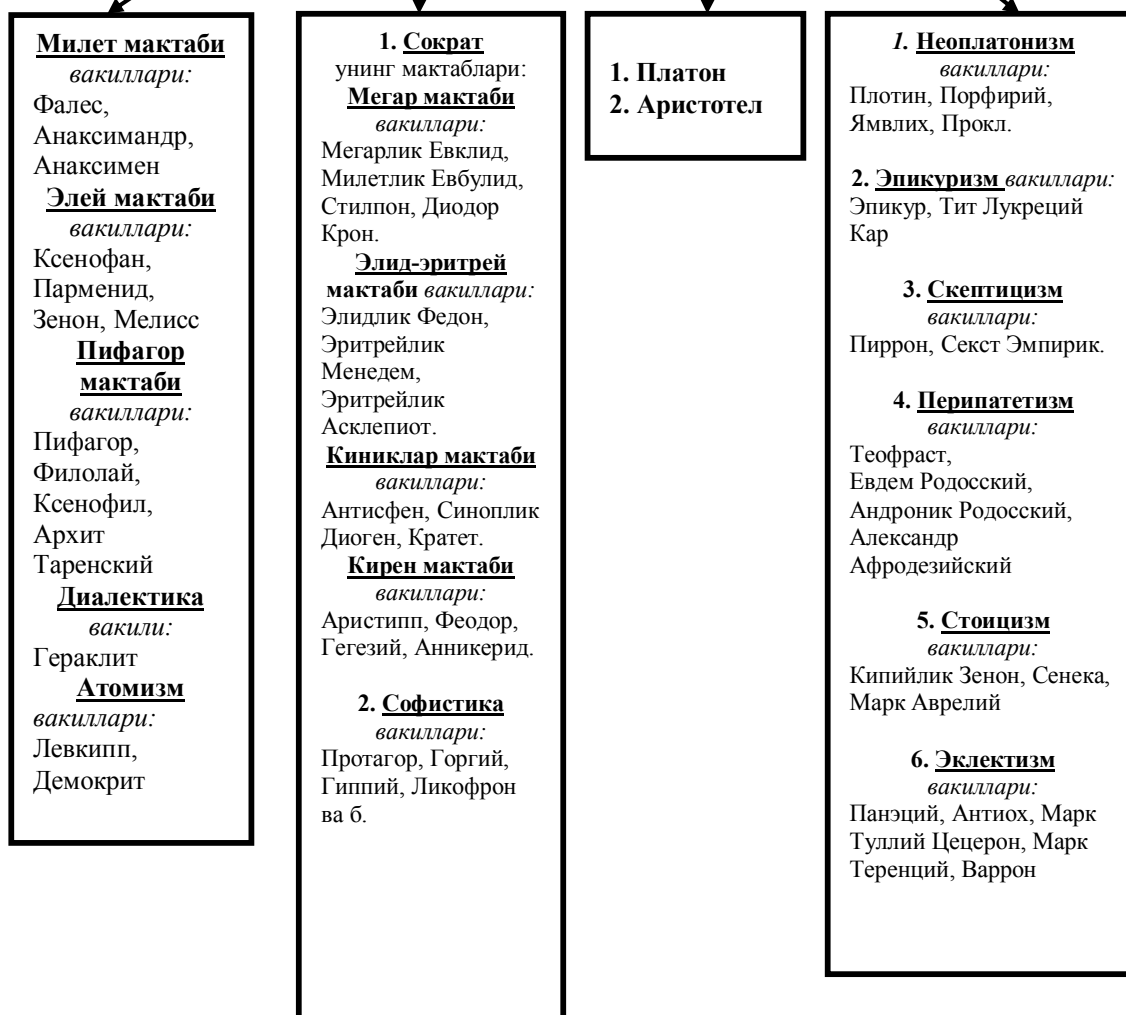 Милет мактаби
вакиллари:
Фалес,
Анаксимандр,
Анаксимен
Элей мактаби
вакиллари:
Ксенофан,
Парменид,
Зенон, Мелисс
Пифагор
мактаби
вакиллари:
Пифагор,
Филолай,
Ксенофил,
Архит
Таренский
Диалектика
вакили:
Гераклит
Атомизм
вакиллари:
Левкипп,
Демокрит
1. Сократ
унинг мактаблари:
Мегар мактаби
вакиллари:
Мегарлик Евклид,
Милетлик Евбулид,
Стилпон, Диодор
Крон.
Элид-эритрей
мактаби вакиллари:
Элидлик Федон,
Эритрейлик
Менедем,
Эритрейлик
Асклепиот.
Киниклар мактаби
вакиллари:
Антисфен, Синоплик
Диоген, Кратет.
Кирен мактаби
вакиллари:
Аристипп, Феодор,
Гегезий, Анникерид.
2. Софистика
вакиллари:
Протагор, Горгий,
Гиппий, Ликофрон
ва б.
1. Платон
2. Аристотел
1. Неоплатонизм
вакиллари:
Плотин, Порфирий,
Ямвлих, Прокл.
2. Эпикуризм вакиллари:
Эпикур, Тит Лукреций
Кар
3. Скептицизм
вакиллари:
Пиррон, Секст Эмпирик.
4. Перипатетизм
вакиллари:
Теофраст,
Евдем Родосский,
Андроник Родосский,
Александр
Афродезийский
5. Стоицизм
вакиллари:
Кипийлик Зенон, Сенека,
Марк Аврелий
6. Эклектизм
вакиллари:
Панэций, Антиох, Марк
Туллий Цецерон, Марк
Теренций, Варрон